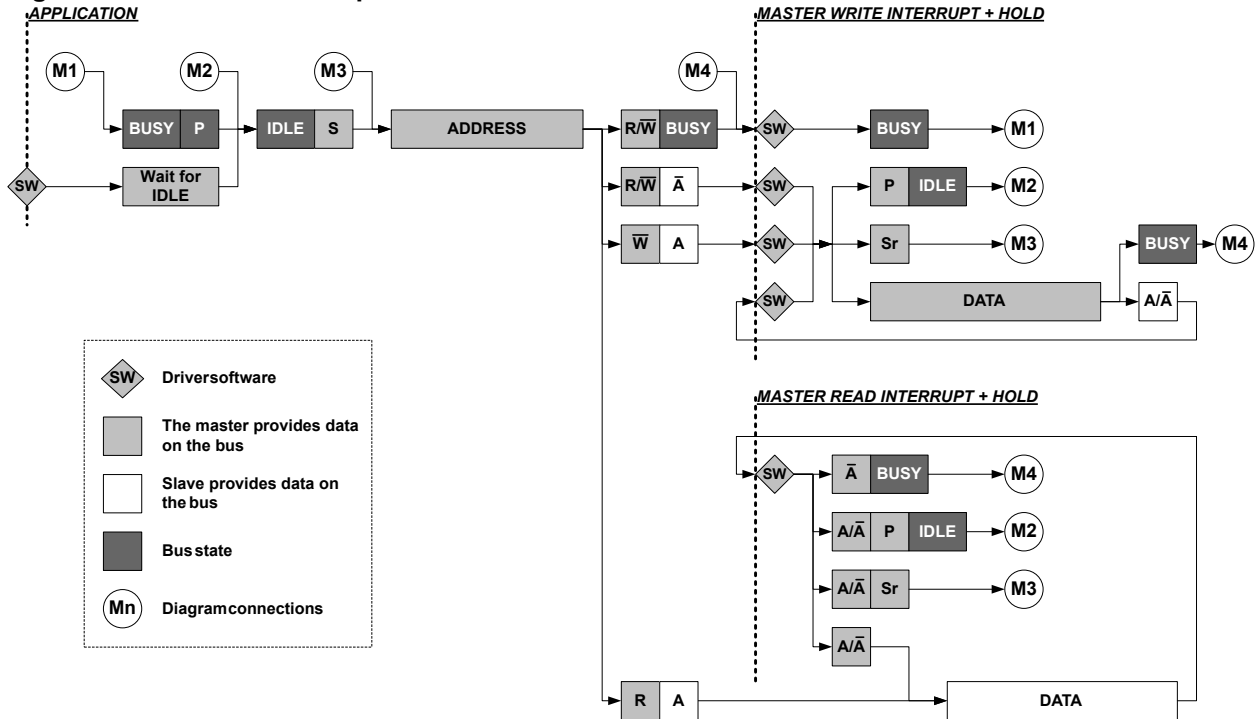 APPLICATION
MASTER WRITE INTERRUPT + HOLD
M1
M2
M3
M4
BUSY P
IDLE S
ADDRESS
R/W̅ BUSY
SW
BUSY
M1
SW
Wait for
IDLE
R/W̅ A̅
SW
P IDLE
M2
W̅ A
SW
Sr
M3
BUSY
M4
SW
DATA
A/A̅
SW
Driversoftware
The master provides data
on the bus
Slave provides data on
the bus
Bus state
Mn
Diagramconnections
MASTER READ INTERRUPT + HOLD
SW
A̅ BUSY
M4
A/A̅ P IDLE
M2
A/A̅ Sr
M3
A/A̅
R A
DATA